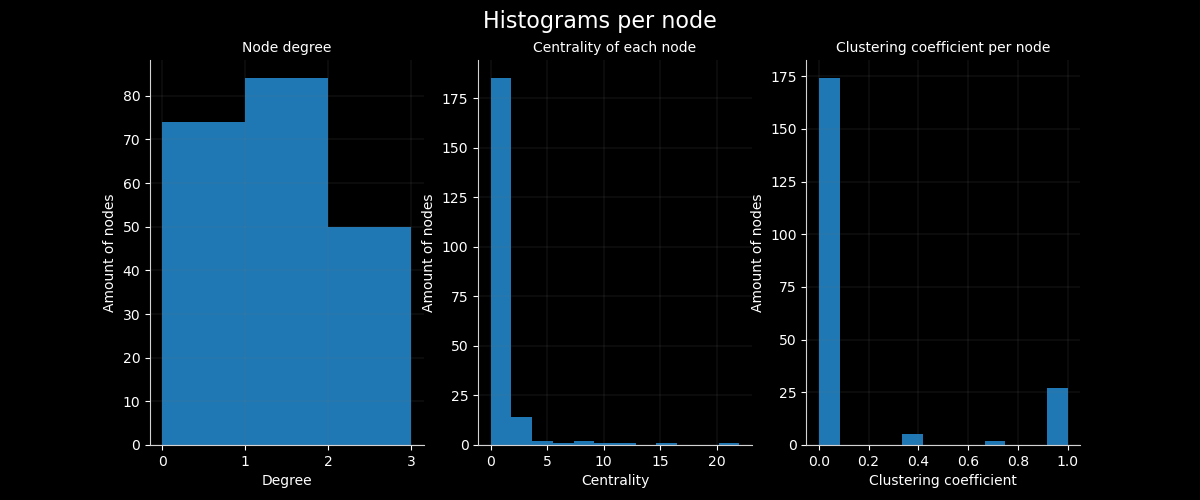 Histograms per node
Node degree
80
70
60
50
40
30
20
10
0
Amount of nodes
0 1 2 3
Degree
Centrality of each node
175
150
125
100
75
50
25
0
Amount of nodes
0 5 10 15 20
Centrality
Clustering coefficient per node
175
150
125
100
75
50
25
0
Amount of nodes
0.0 0.2 0.4 0.6 0.8 1.0
Clustering coefficient